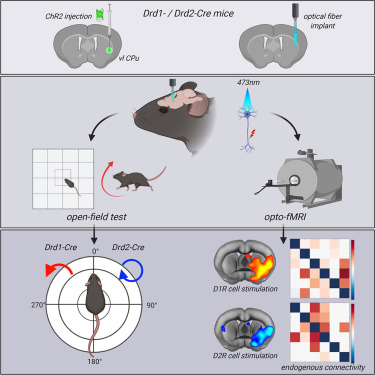 Drd1- / Drd2-Cre mice
ChR2 injection
vl CPu
optical fiber
implant
473nm
open-field test
opto-fMRI
Drd1-Cre
0°
Drd2-Cre
270°
90°
180°
D1R cell stimulation
D2R cell stimulation
endogenous connectivity